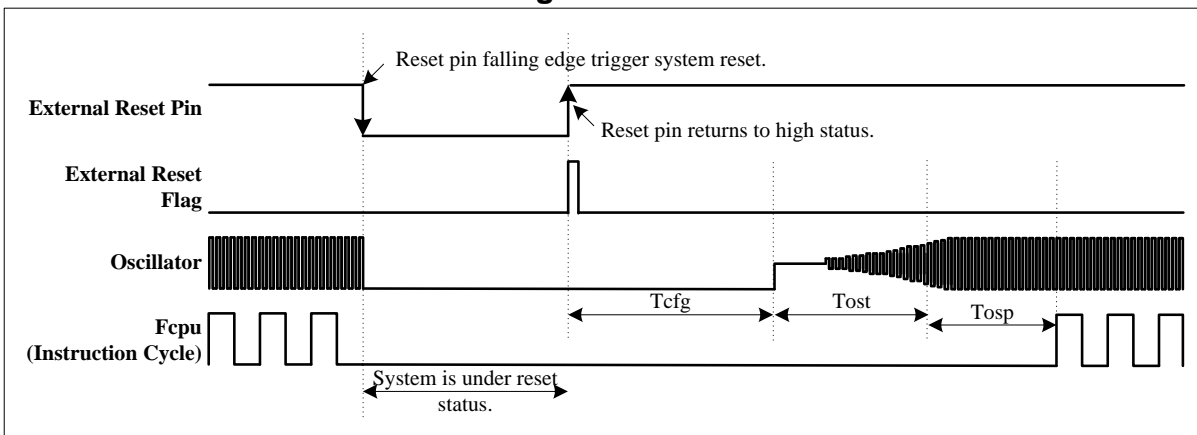 g
Reset pin falling edge trigger system reset.
External Reset Pin
Reset pin returns to high status.
External Reset
Flag
Oscillator
Tcfg
Tost
Tosp
Fcpu
(Instruction Cycle)
System is under reset
status.